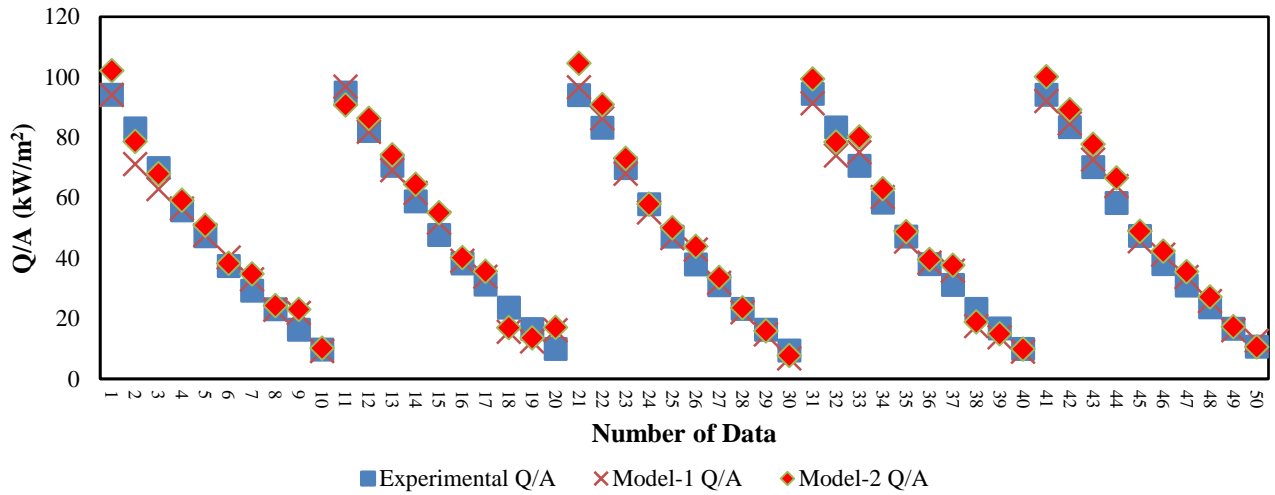 120
100
80
60
40
20
0
Q/A (kW/m²)
1 2 3 4 5 6 7 8 9 10 11 12 13 14 15 16 17 18 19 20 21 22 23 24 25 26 27 28 29 30 31 32 33 34 35 36 37 38 39 40 41 42 43 44 45 46 47 48 49 50
Number of Data
Experimental Q/A Model-1 Q/A Model-2 Q/A